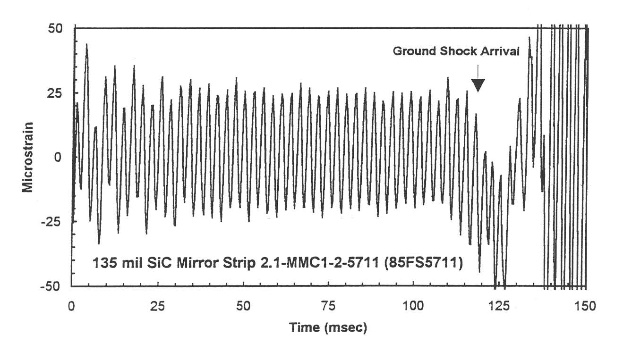 50
Ground Shock Arrival
25
Microstrain
0
-25
135 mil SiC Mirror Strip 2.1-MMC1-2-5711 (85FS5711)
-50
0 25 50 75 100 125 150
Time (msec)